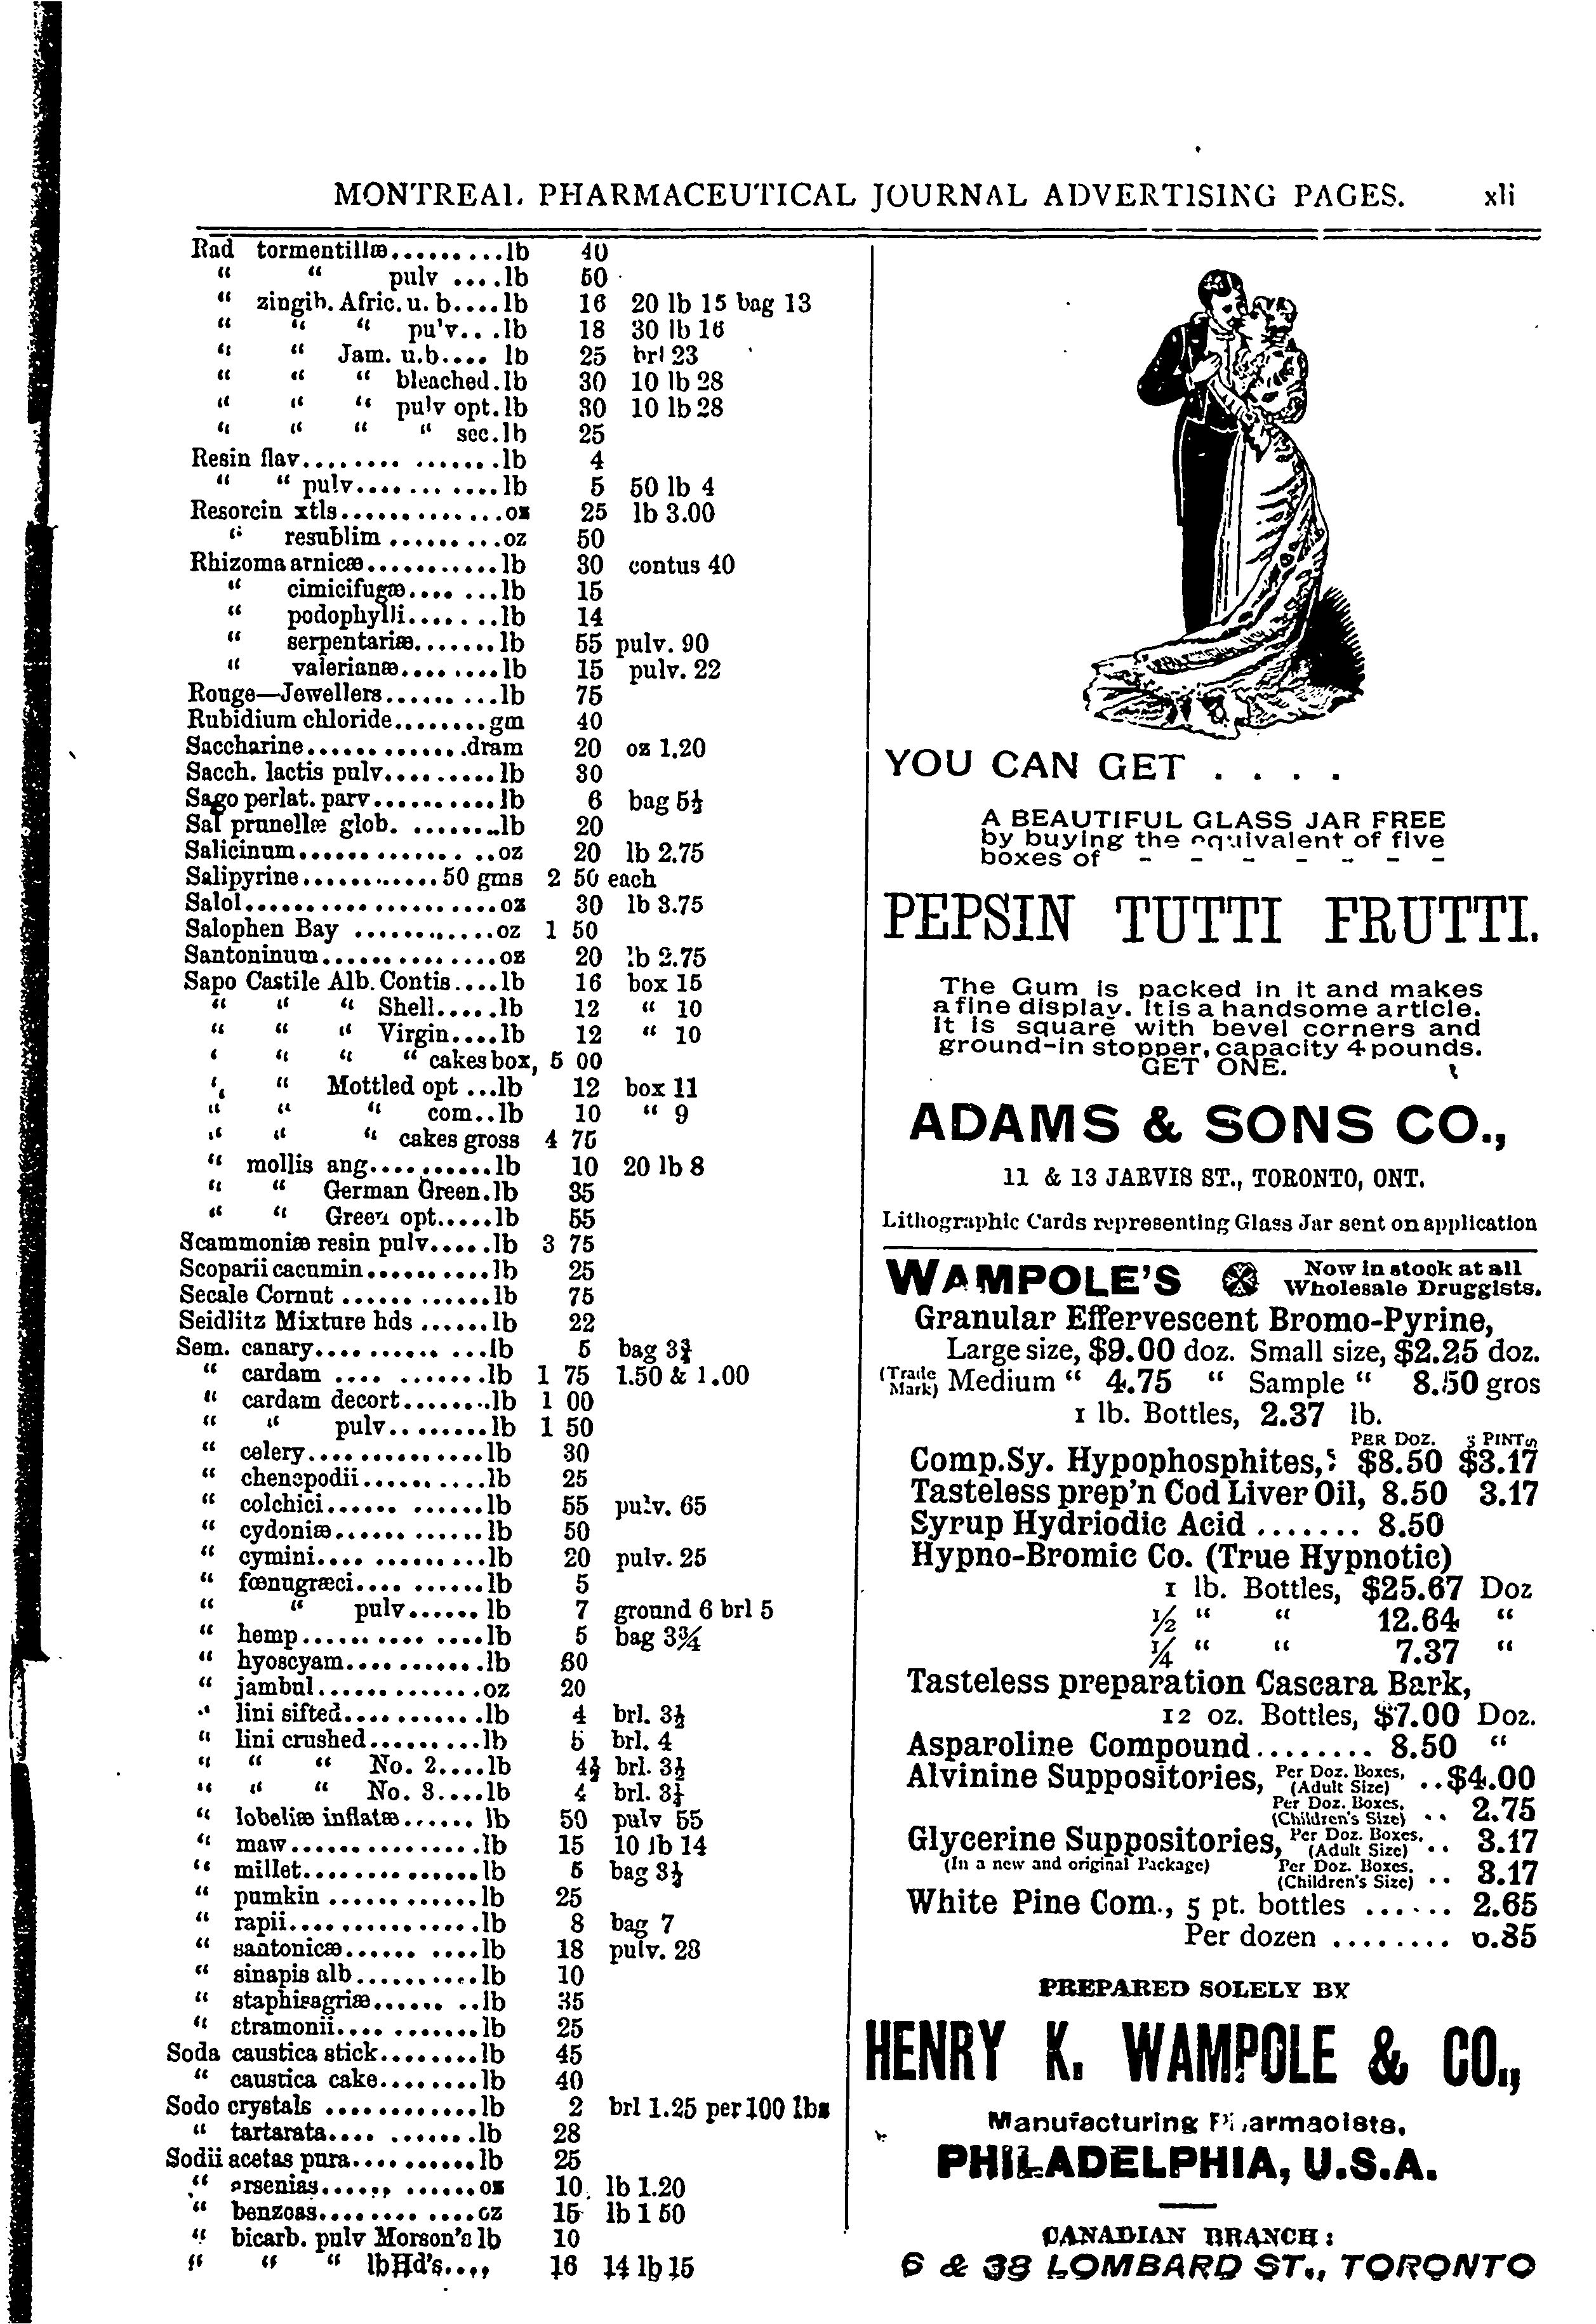 MONTREAL PHARMACEUTICAL JOURNAL ADVERTISING PAGES. xli
Rad tormentillæ..........lb 40
“ “ pulv ....lb 50
“ zingib. Afric. u. b....lb 16 20 lb 15 bag 13
“ “ “ pulv.. .lb 18 30 lb 16
“ “ Jam. u.b.... lb 25 brl 23
“ “ “ bleached.lb 30 10 lb 28
“ “ “ pulv opt.lb 30 10 lb 28
“ “ “ “ sec.lb 25
Resin flav........ .......lb 4
“ “ pulv....... .....lb 5 50 lb 4
Resorcin xtls..............oz 25 lb 3.00
“ resublim ..........oz 50
Rhizoma arnicæ............lb 30 contus 40
“ cimicifugæ.... ...lb 15
“ podophylli........lb 14
“ serpentariæ.......lb 55 pulv. 90
“ valerianæ.........lb 15 pulv. 22
Rouge—Jewellers...... ...lb 75
Rubidium chloride........gm 40
Saccharine..............dram 20 oz 1.20
Sacch. lactis pulv..........lb 30
Sago perlat. parv...........lb 6 bag 5½
Sal prunellæ glob. .........lb 20
Salicinum............. . ..oz 20 lb 2.75
Salipyrine.............50 gms 2 50 each
Salol......................oz 30 lb 3.75
Salophen Bay .............oz 1 50
Santoninum...............oz 20 lb 2.75
Sapo Castile Alb. Contis....lb 16 box 15
“ “ “ Shell.....lb 12 “ 10
“ “ “ Virgin....lb 12 “ 10
“ “ “ “ cakes box, 5 00
“ “ Mottled opt ...lb 12 box 11
“ “ “ com..lb 10 “ 9
“ “ “ cakes gross 4 75
“ mollis ang...........lb 10 20 lb 8
“ “ German Green.lb 35
“ “ Green opt.....lb 55
Scammoniæ resin pulv.....lb 3 75
Scoparii cacumin..........lb 25
Secale Cornut ............lb 75
Seidlitz Mixture hds ......lb 22
Sem. canary.... ...... ...lb 5 bag 3¾
“ cardam .... .......lb 1 75 1.50 & 1.00
“ cardam decort........lb 1 00
“ “ pulv.. .......lb 1 50
“ celery..............lb 30
“ chenopodii...........lb 25
“ colchici...... ......lb 55 pulv. 65
“ cydoniæ...... ......lb 50
“ cymini.... .........lb 20 pulv. 25
“ fœnugræci.... ......lb 5
“ “ pulv......lb 7 ground 6 brl 5
“ hemp...... .... ....lb 5 bag 3¾
“ hyoscyam............lb 60
“ jambul..............oz 20
“ lini sifted............lb 4 brl. 3½
“ lini crushed.........lb 5 brl. 4
“ “ “ No. 2....lb 4½ brl. 3½
“ “ “ No. 3....lb 4 brl. 3¼
“ lobeliæ inflatæ...... lb 50 pulv 55
“ maw................lb 15 10 lb 14
“ millet...............lb 5 bag 3½
“ pumkin ............lb 25
“ rapii................lb 8 bag 7
“ santonicæ...... ....lb 18 pulv. 28
“ sinapis alb..........lb 10
“ staphisagriæ...... ..lb 35
“ stramonii.... .......lb 25
Soda caustica stick........lb 45
“ caustica cake........lb 40
Sodo crystals .............lb 2 brl 1.25 per 100 lbs
“ tartarata.... .......lb 28
Sodii acetas pura..........lb 25
“ arsenias...... ......oz 10 lb 1.20
“ benzoas........ ....oz 15 lb 1 50
“ bicarb. pulv Morson's lb 10
“ “ “ lb Hd's.... 16 14 lb 15
YOU CAN GET . . . .
A BEAUTIFUL GLASS JAR FREE
by buying the equivalent of five
boxes of - - - - - - -
PEPSIN TUTTI FRUTTI.
The Gum is packed in it and makes
a fine display. It is a handsome article.
It is square with bevel corners and
ground-in stopper, capacity 4 pounds.
GET ONE.
ADAMS & SONS CO.,
11 & 13 JARVIS ST., TORONTO, ONT.
Lithographic Cards representing Glass Jar sent on application
WAMPOLE'S Now in stock at all
Wholesale Druggists.
Granular Effervescent Bromo-Pyrine,
Large size, $9.00 doz. Small size, $2.25 doz.
(Trade Mark) Medium “ 4.75 “ Sample “ 8.50 gros
1 lb. Bottles, 2.37 lb.
PER DOZ. 5 PINTS
Comp. Sy. Hypophosphites, $8.50 $3.17
Tasteless prep'n Cod Liver Oil, 8.50 3.17
Syrup Hydriodic Acid ....... 8.50
Hypno-Bromic Co. (True Hypnotic)
1 lb. Bottles, $25.67 Doz
½ “ “ 12.64 “
¼ “ “ 7.37 “
Tasteless preparation Cascara Bark,
12 oz. Bottles, $7.00 Doz.
Asparoline Compound........ 8.50 “
Alvinine Suppositories, Per Doz. Boxes, (Adult Size) ..$4.00
Per Doz. Boxes. (Children's Size) .. 2.75
Glycerine Suppositories, Per Doz. Boxes. (Adult Size) .. 3.17
(In a new and original Package) Per Doz. Boxes. (Children's Size) .. 3.17
White Pine Com., 5 pt. bottles ...... 2.65
Per dozen ........ 6.85
PREPARED SOLELY BY
HENRY K. WAMPOLE & CO.,
Manufacturing Pharmacists,
PHILADELPHIA, U.S.A.
CANADIAN BRANCH:
36 & 38 LOMBARD ST., TORONTO